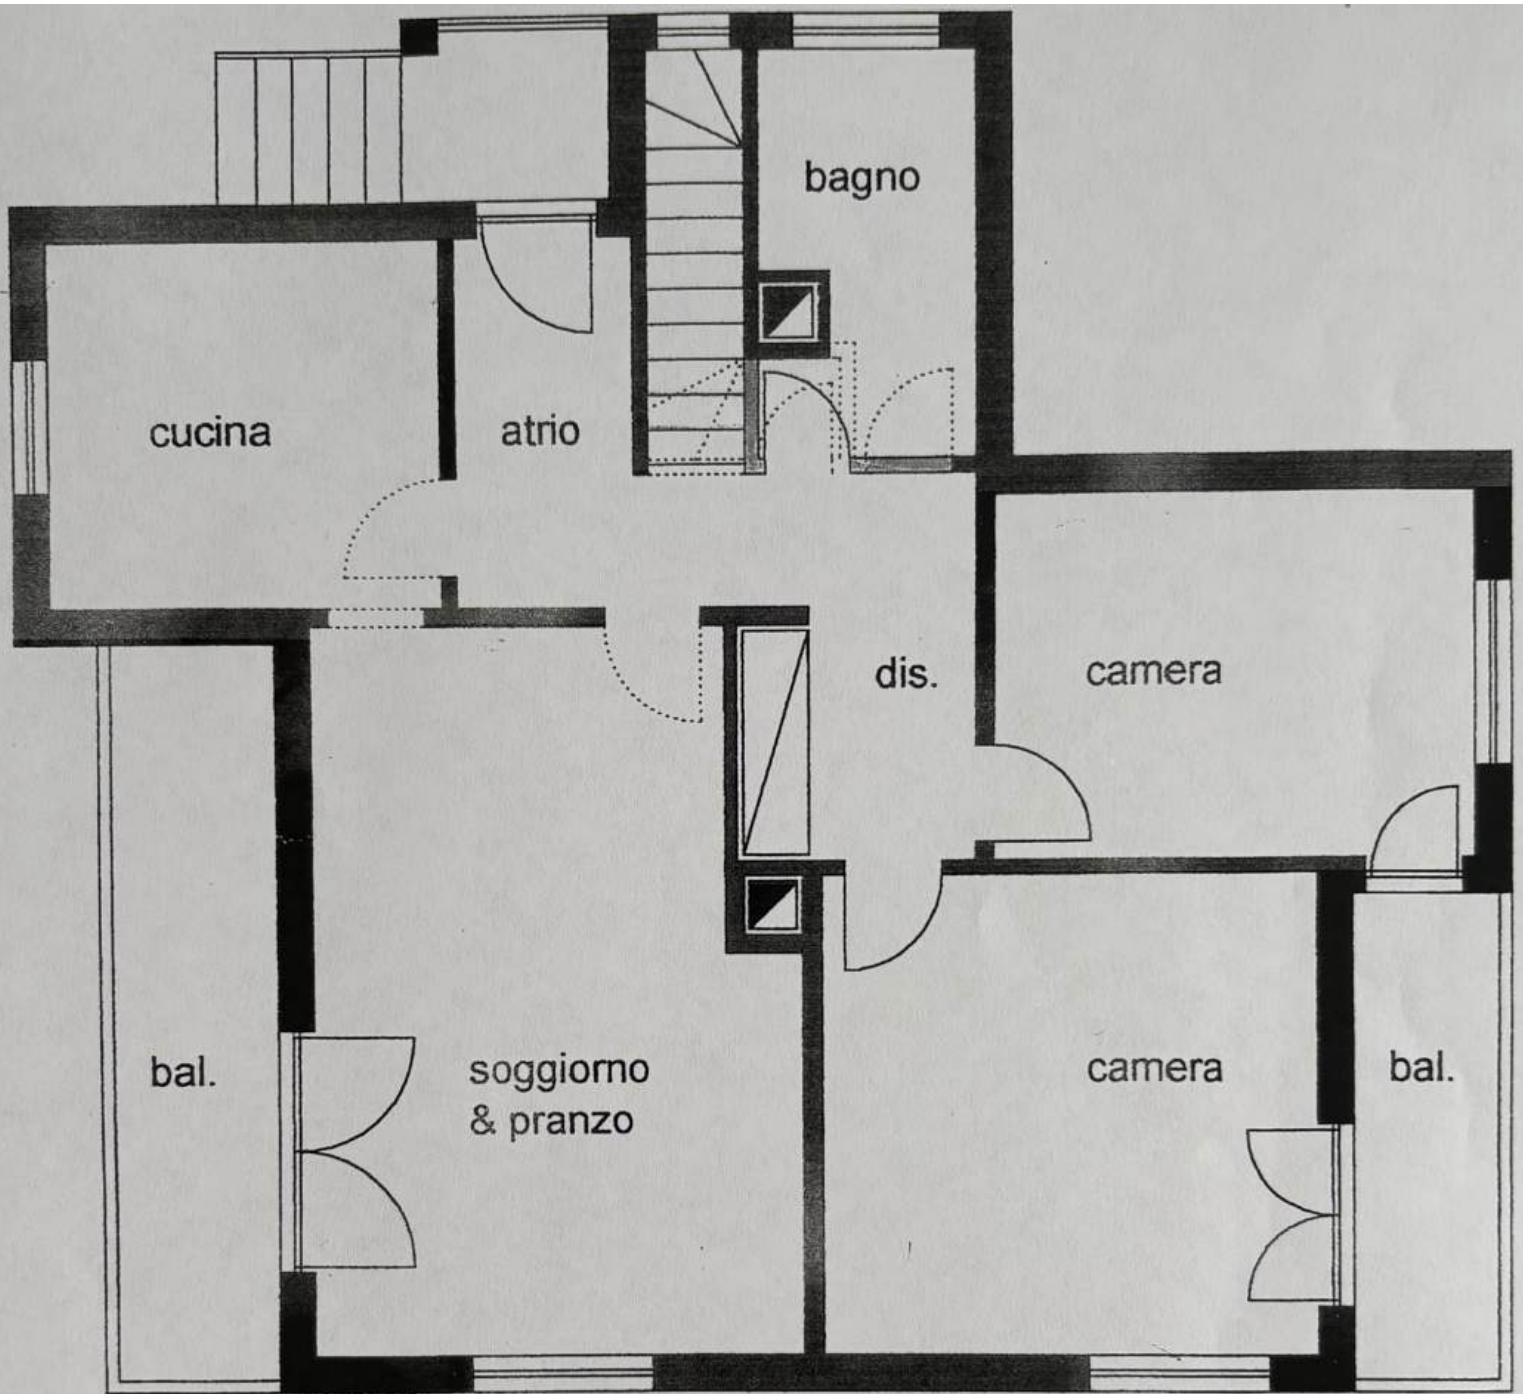 bagno
cucina
atrio
dis.
camera
bal.
soggiorno
& pranzo
camera
bal.